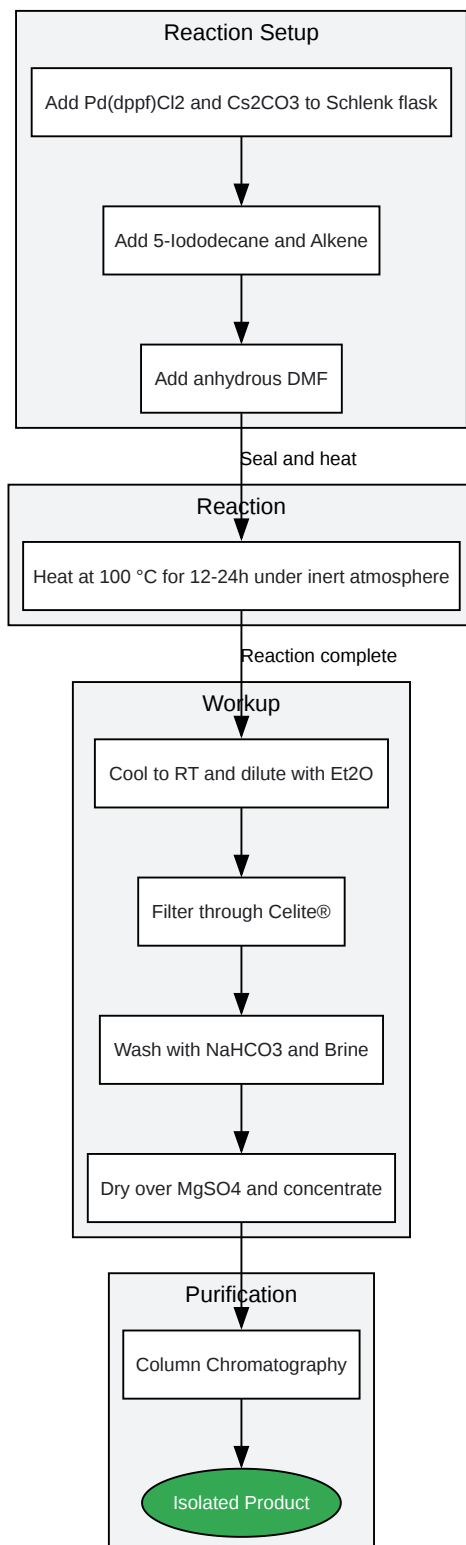 Reaction Setup
Add Pd(dppf)Cl2 and Cs2CO3 to Schlenk flask
Add 5-Iododecane and Alkene
Add anhydrous DMF
Seal and heat
Reaction
Heat at 100 °C for 12-24h under inert atmosphere
Reaction complete
Workup
Cool to RT and dilute with Et2O
Filter through Celite®
Wash with NaHCO3 and Brine
Dry over MgSO4 and concentrate
Purification
Column Chromatography
Isolated Product